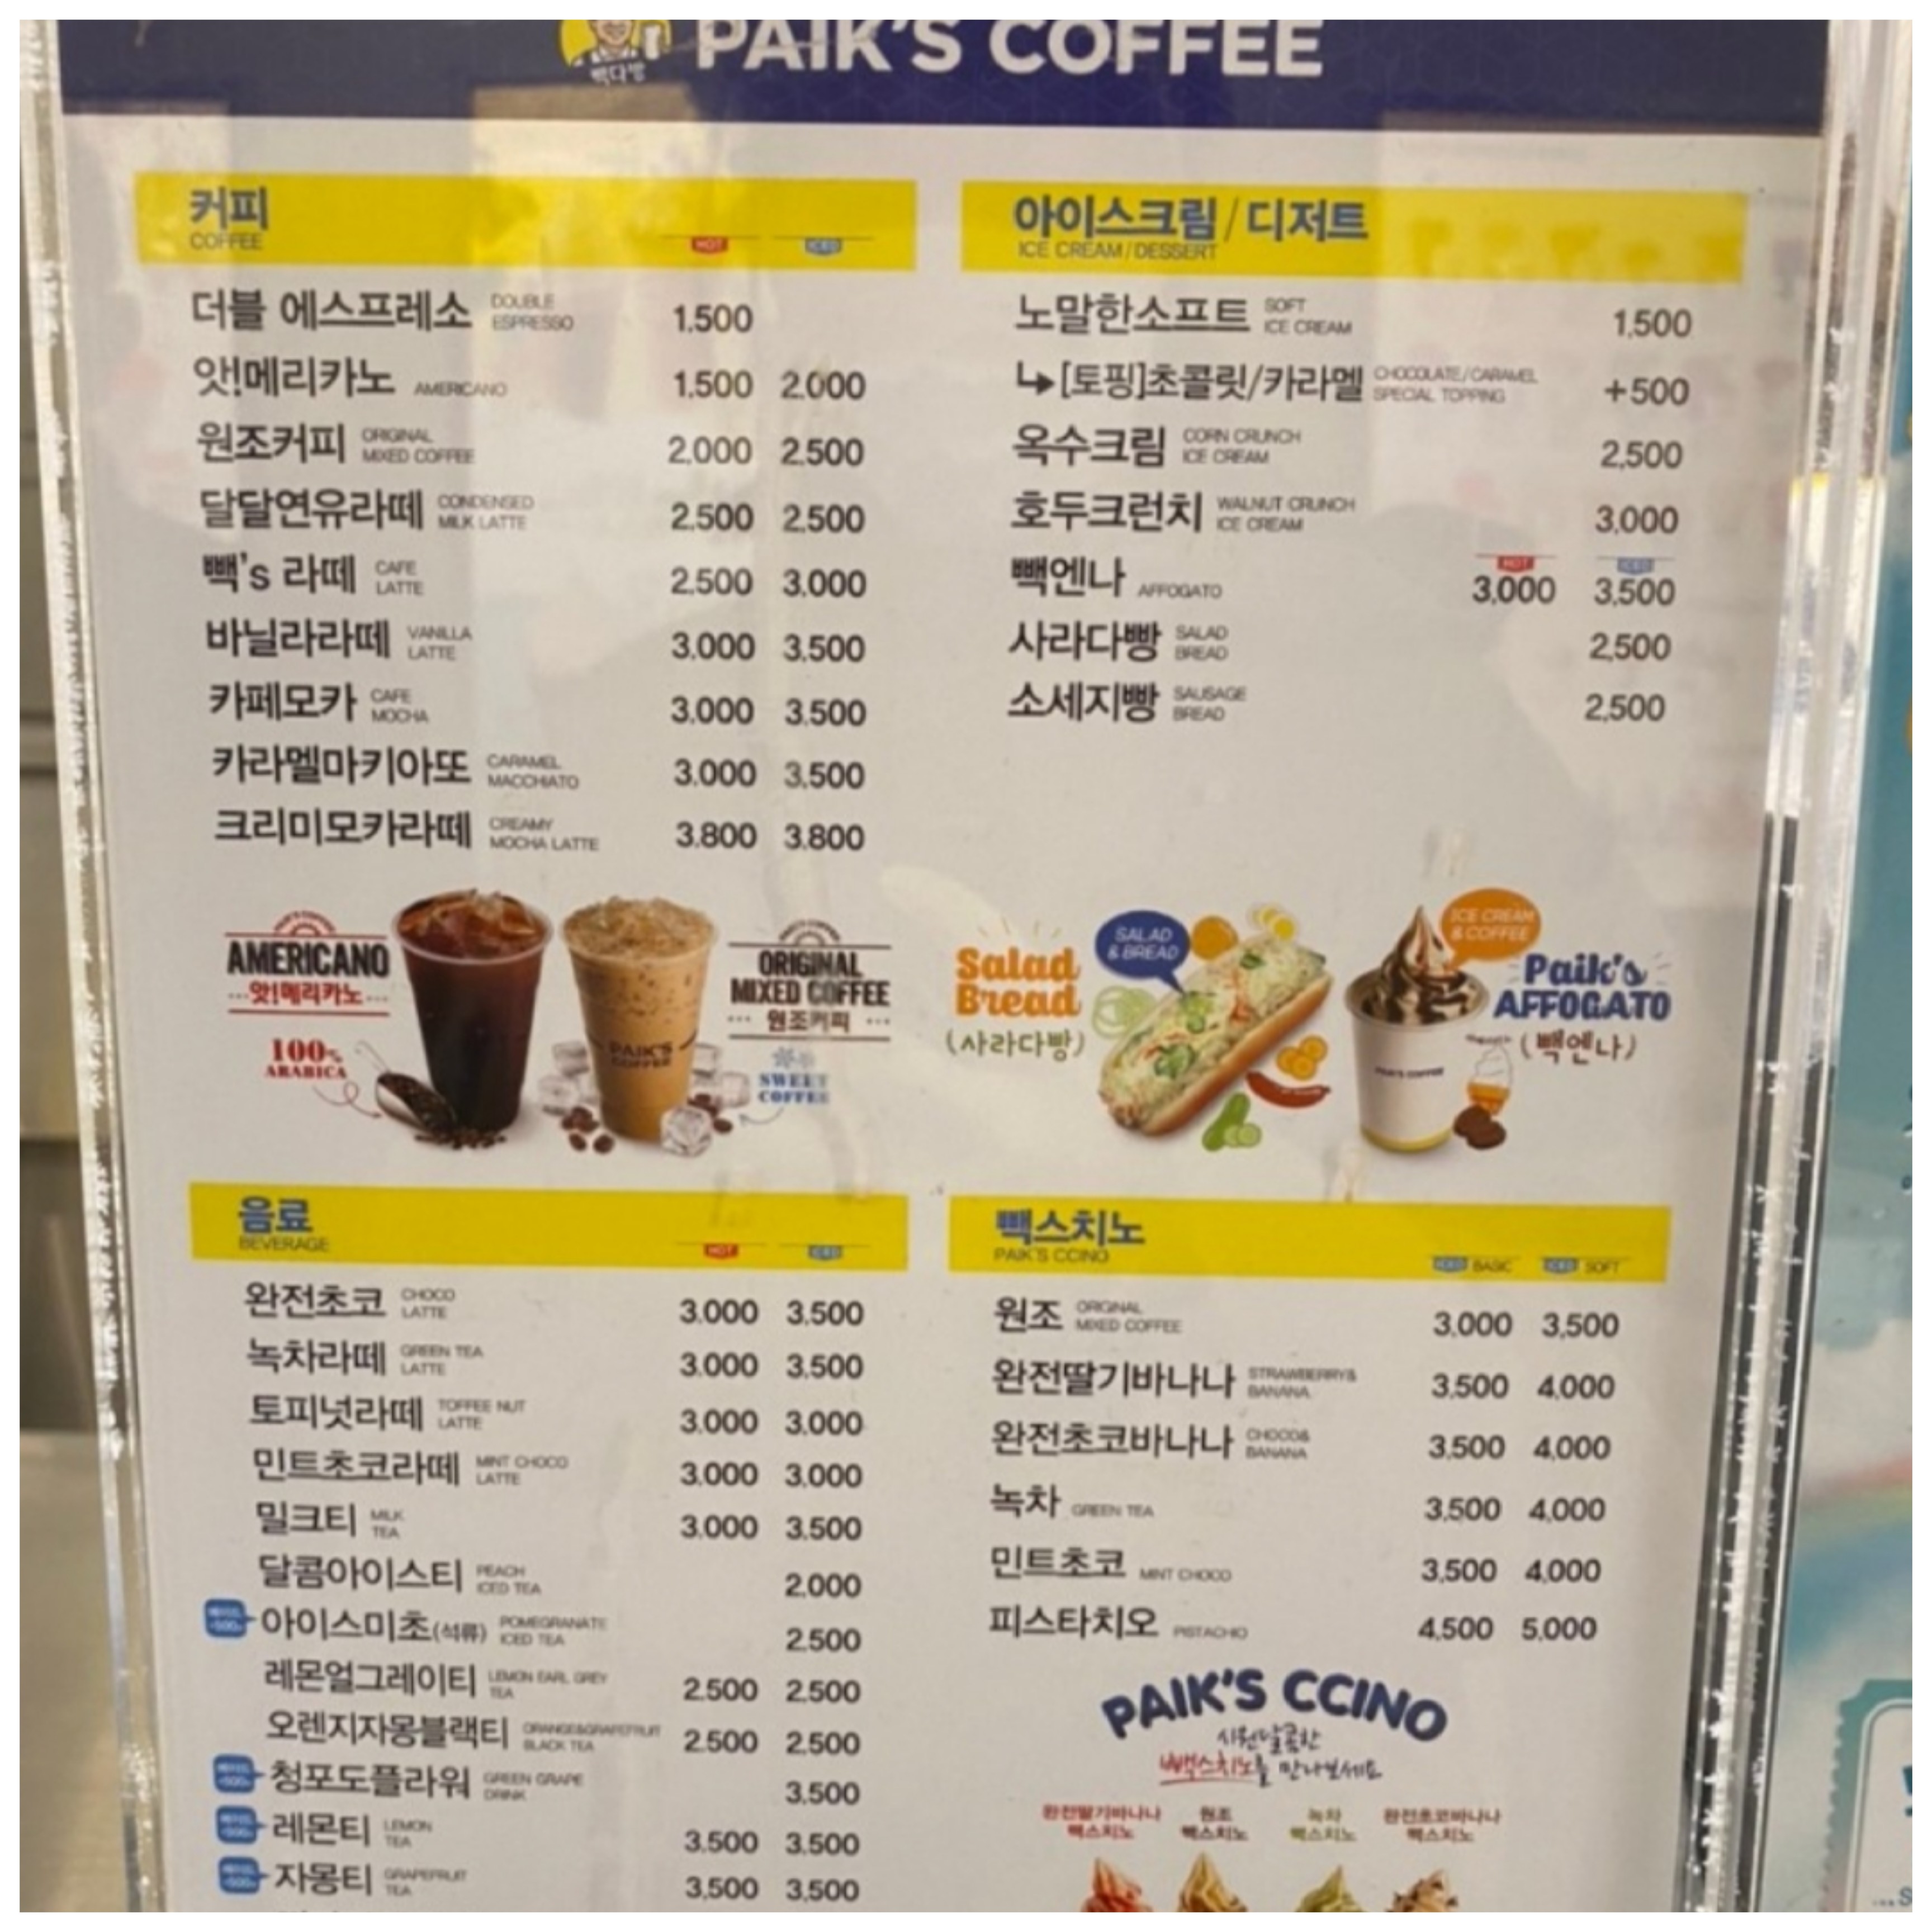 백다방 PAIK'S COFFEE
커피
COFFEE
HOT ICED
더블 에스프레소 DOUBLE ESPRESSO 1.500
앗!메리카노 AMERICANO 1.500 2.000
원조커피 ORIGINAL MIXED COFFEE 2,000 2.500
달달연유라떼 CONDENSED MILK LATTE 2.500 2.500
빽's 라떼 CAFE LATTE 2.500 3.000
바닐라라떼 VANILLA LATTE 3.000 3.500
카페모카 CAFE MOCHA 3.000 3.500
카라멜마키아또 CARAMEL MACCHIATO 3.000 3,500
크리미모카라떼 CREAMY MOCHA LATTE 3.800 3.800
AMERICANO
앗!메리카노
100% ARABICA
PAIK'S COFFEE
ORIGINAL
MIXED COFFEE
원조커피
SWEET
COFFEE
아이스크림 / 디저트
ICE CREAM / DESSERT
노말한소프트 SOFT ICE CREAM 1,500
↳[토핑]초콜릿/카라멜 CHOCOLATE/CARAMEL SPECIAL TOPPING +500
옥수크림 CORN CRUNCH ICE CREAM 2,500
호두크런치 WALNUT CRUNCH ICE CREAM 3,000
HOT ICED
빽엔나 AFFOGATO 3,000 3,500
사라다빵 SALAD BREAD 2,500
소세지빵 SAUSAGE BREAD 2,500
Salad
Bread
(사라다빵)
SALAD
& BREAD
ICE CREAM
& COFFEE
Paik's
AFFOGATO
(빽엔나)
PAIK'S COFFEE
음료
BEVERAGE
HOT ICED
완전초코 CHOCO LATTE 3.000 3.500
녹차라떼 GREEN TEA LATTE 3.000 3.500
토피넛라떼 TOFFEE NUT LATTE 3.000 3.000
민트초코라떼 MINT CHOCO LATTE 3.000 3.000
밀크티 MILK TEA 3.000 3.500
달콤아이스티 PEACH ICED TEA 2.000
아이스미초(석류) POMEGRANATE ICED TEA 2.500
레몬얼그레이티 LEMON EARL GREY TEA 2.500 2.500
오렌지자몽블랙티 ORANGE&GRAPEFRUIT BLACK TEA 2.500 2.500
청포도플라워 GREEN GRAPE DRINK 3.500
레몬티 LEMON TEA 3.500 3.500
자몽티 GRAPEFRUIT TEA 3,500 3,500
빽스치노
PAIK'S CCINO
ICED BASIC ICED SOFT
원조 ORIGINAL MIXED COFFEE 3.000 3,500
완전딸기바나나 STRAWBERRY& BANANA 3,500 4,000
완전초코바나나 CHOCO& BANANA 3,500 4,000
녹차 GREEN TEA 3,500 4,000
민트초코 MINT CHOCO 3,500 4,000
피스타치오 PISTACHIO 4,500 5,000
PAIK'S CCINO
시원달콤한
빽스치노를 만나보세요
완전딸기바나나 빽스치노
원조 빽스치노
녹차 빽스치노
완전초코바나나 빽스치노